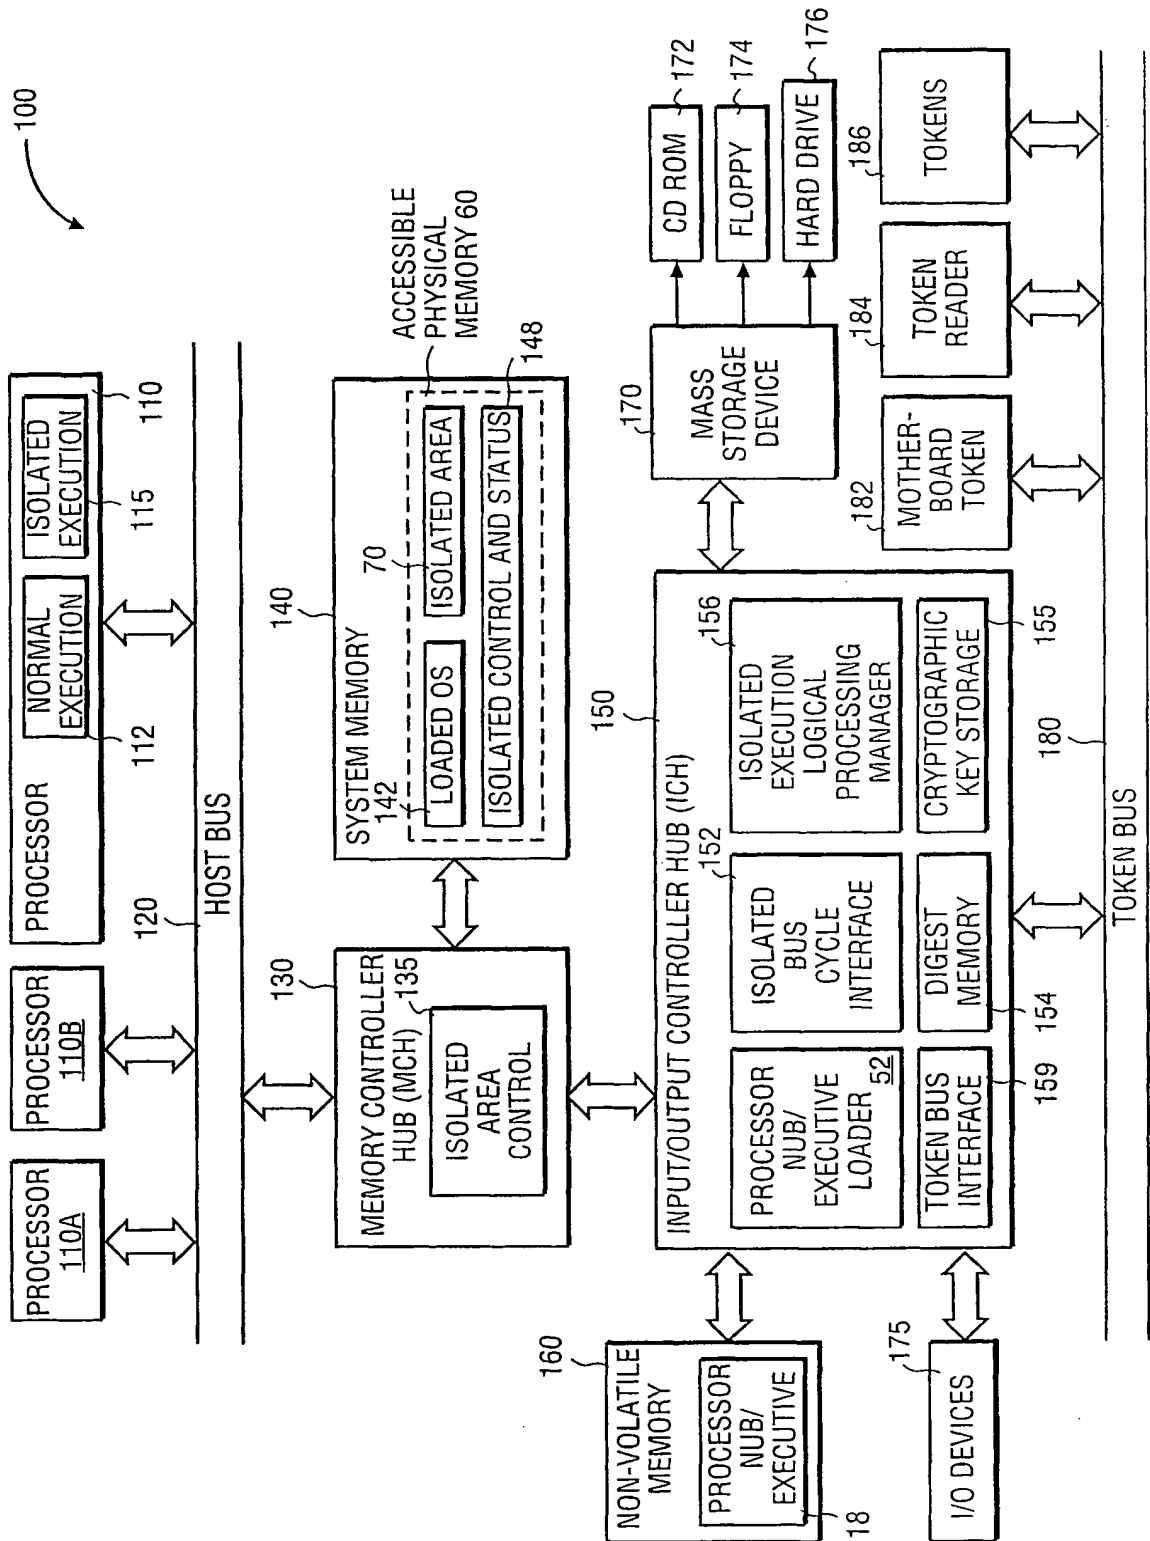 100
PROCESSOR
110A
PROCESSOR
110B
PROCESSOR
NORMAL
EXECUTION
112
ISOLATED
EXECUTION
115
110
120
HOST BUS
130
MEMORY CONTROLLER
HUB (MCH)
135
ISOLATED
AREA
CONTROL
140
SYSTEM MEMORY
142
LOADED OS
70
ISOLATED AREA
ISOLATED CONTROL AND STATUS
148
ACCESSIBLE
PHYSICAL
MEMORY 60
150
INPUT/OUTPUT CONTROLLER HUB (ICH)
PROCESSOR
NUB/
EXECUTIVE
LOADER
52
152
ISOLATED
BUS
CYCLE
INTERFACE
156
ISOLATED
EXECUTION
LOGICAL
PROCESSING
MANAGER
TOKEN BUS
INTERFACE
159
DIGEST
MEMORY
154
CRYPTOGRAPHIC
KEY STORAGE
155
160
NON-VOLATILE
MEMORY
PROCESSOR
NUB/
EXECUTIVE
18
175
I/O DEVICES
170
MASS
STORAGE
DEVICE
CD ROM
172
FLOPPY
174
HARD DRIVE
176
182
MOTHER-
BOARD
TOKEN
184
TOKEN
READER
186
TOKENS
180
TOKEN BUS